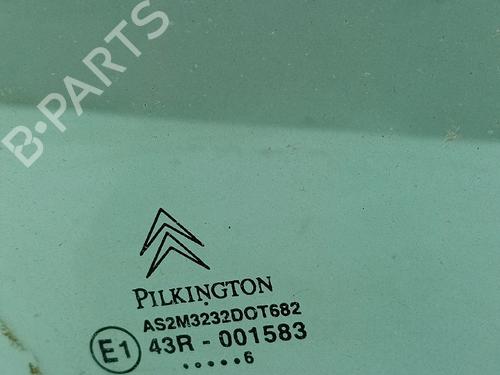 B-PARTS
PILKINGTON
AS2M3232DOT682
E1 43R - 001583
.....6